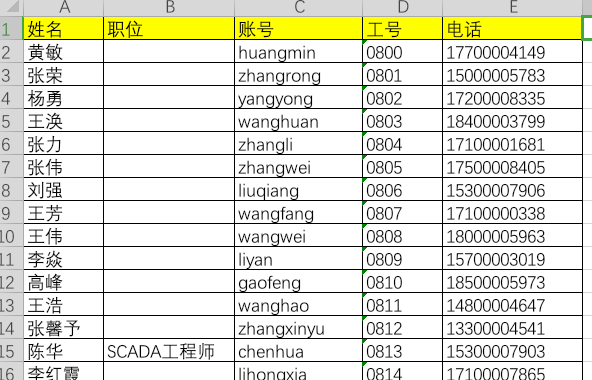 A B C D E
1 姓名 职位 账号 工号 电话
2 黄敏 huangmin 0800 17700004149
3 张荣 zhangrong 0801 15000005783
4 杨勇 yangyong 0802 17200008335
5 王涣 wanghuan 0803 18400003799
6 张力 zhangli 0804 17100001681
7 张伟 zhangwei 0805 17500008405
8 刘强 liuqiang 0806 15300007906
9 王芳 wangfang 0807 17100000338
10 王伟 wangwei 0808 18000005963
11 李焱 liyan 0809 15700003019
12 高峰 gaofeng 0810 18500005973
13 王浩 wanghao 0811 14800004647
14 张馨予 zhangxinyu 0812 13300004541
15 陈华 SCADA工程师 chenhua 0813 15300007903
16 李红霞 lihongxia 0814 17100007865